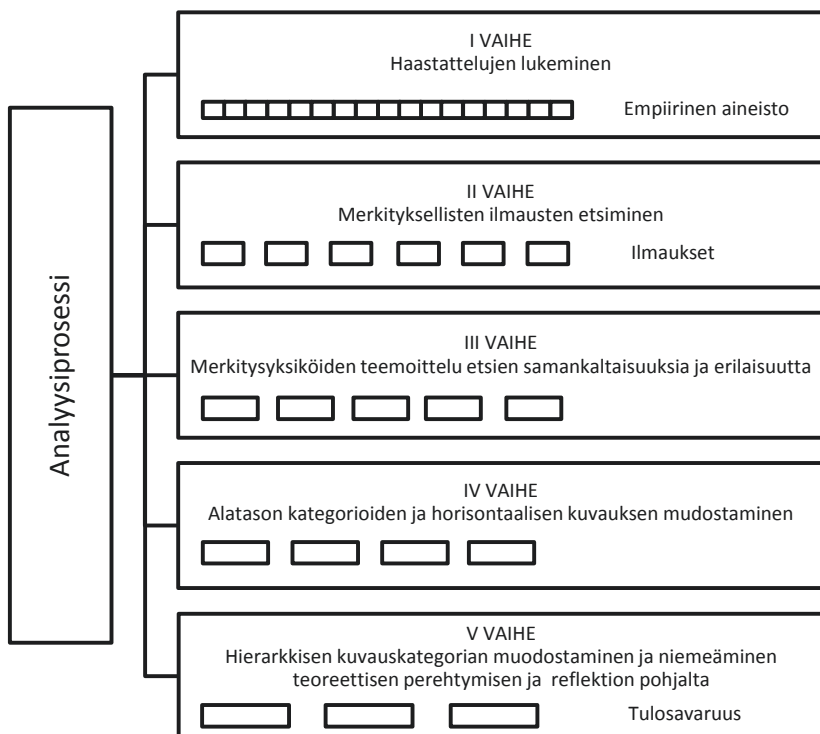 Analyysiprosessi
I VAIHE
Haastattelujen lukeminen
Empiirinen aineisto
II VAIHE
Merkityksellisten ilmausten etsiminen
Ilmaukset
III VAIHE
Merkitysyksiköiden teemoittelu etsien samankaltaisuuksia ja erilaisuutta
IV VAIHE
Alatason kategorioiden ja horisontaalisen kuvauksen mudostaminen
V VAIHE
Hierarkkisen kuvauskategorian muodostaminen ja niemeäminen
teoreettisen perehtymisen ja reflektion pohjalta
Tulosavaruus